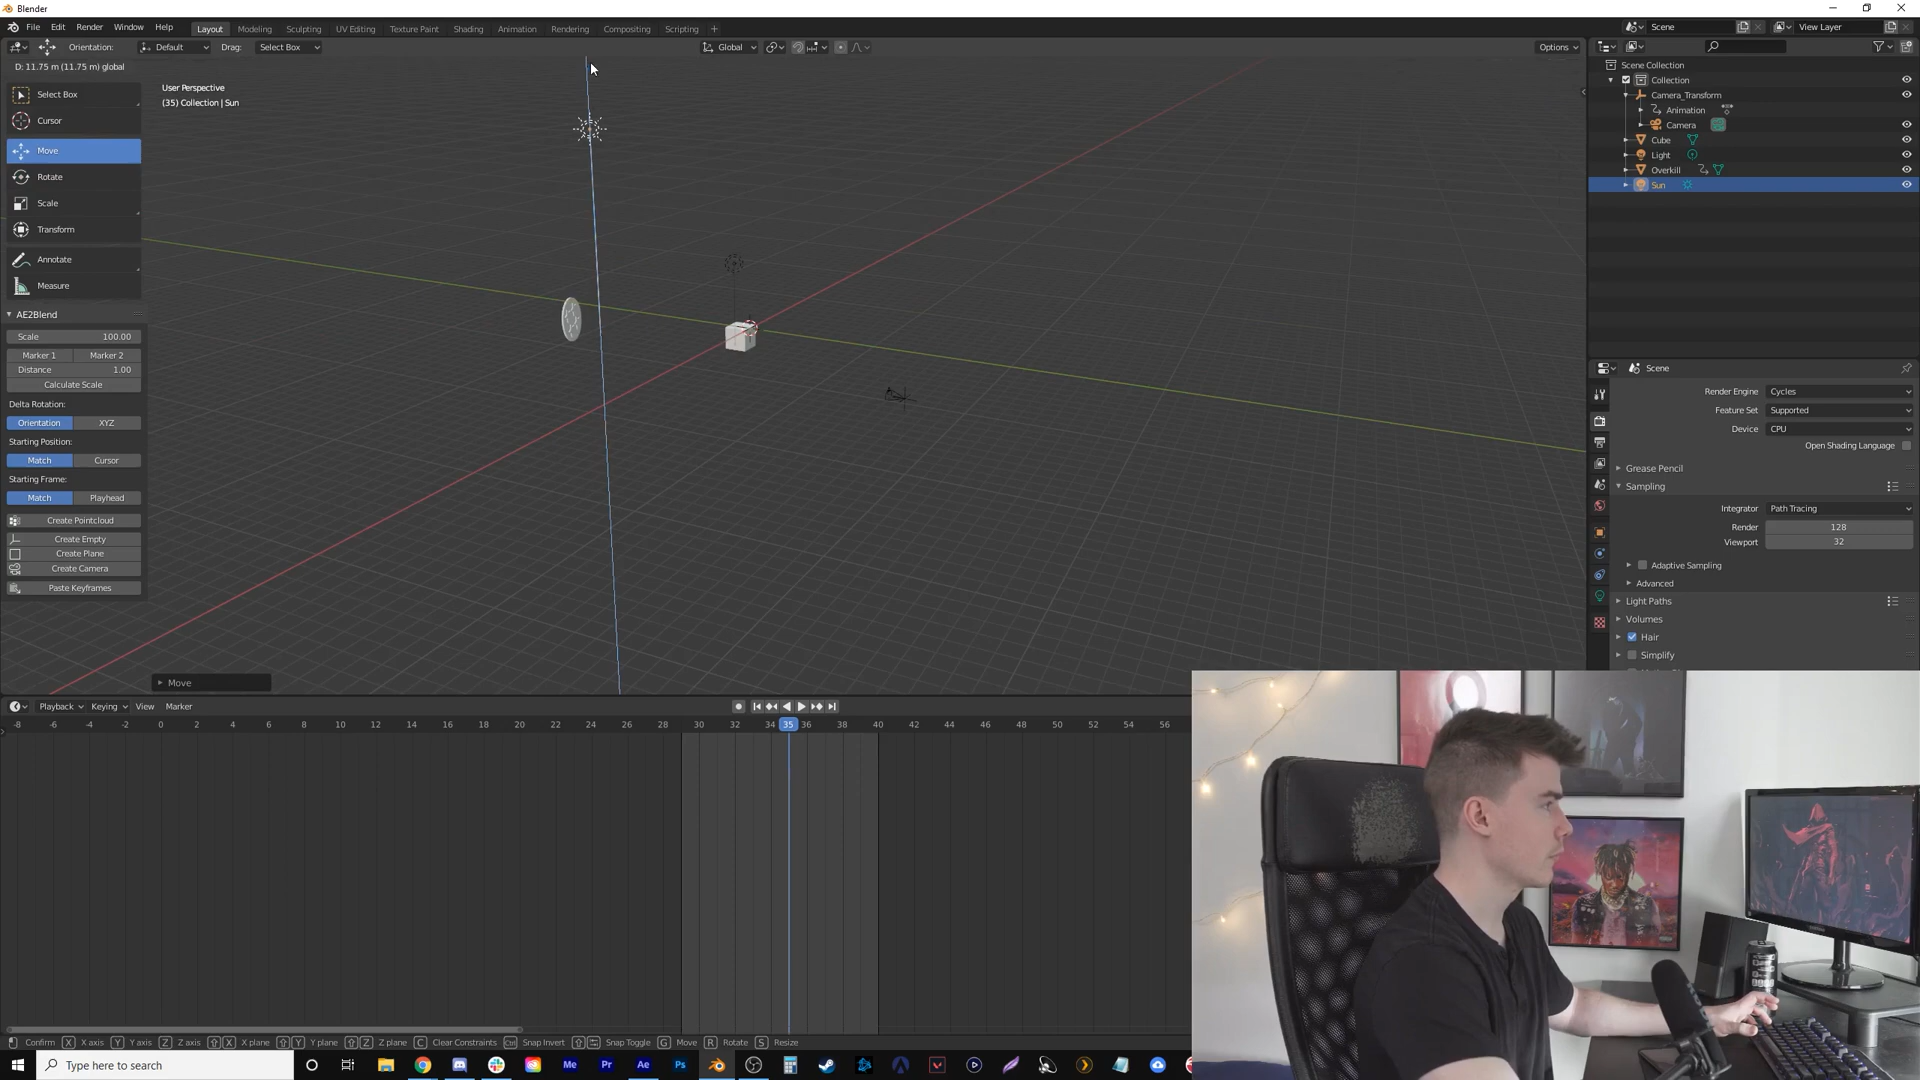 Blender
File Edit Render Window Help Layout Modeling Sculpting UV Editing Texture Paint Shading Animation Rendering Compositing Scripting +
Scene View Layer
Orientation: Default Drag: Select Box Global Options
D: 11.75 m (11.75 m) global
User Perspective
(35) Collection | Sun
Select Box
Cursor
Move
Rotate
Scale
Transform
Annotate
Measure
AE2Blend
Scale 100.00
Marker 1 Marker 2
Distance 1.00
Calculate Scale
Delta Rotation:
Orientation XYZ
Starting Position:
Match Cursor
Starting Frame:
Match Playhead
Create Pointcloud
Create Empty
Create Plane
Create Camera
Paste Keyframes
Move
Scene Collection
Collection
Camera_Transform
Animation
Camera
Cube
Light
Overkill
Sun
Scene
Render Engine Cycles
Feature Set Supported
Device CPU
Open Shading Language
Grease Pencil
Sampling
Integrator Path Tracing
Render 128
Viewport 32
Adaptive Sampling
Advanced
Light Paths
Volumes
Hair
Simplify
Playback Keying View Marker
-8 -6 -4 -2 0 2 4 6 8 10 12 14 16 18 20 22 24 26 28 30 32 34 35 36 38 40 42 44 46 48 50 52 54 56
Confirm X X axis Y Y axis Z Z axis X X plane Y Y plane Z Z plane C Clear Constraints Ctrl Snap Invert Snap Toggle G Move R Rotate S Resize
Type here to search Me Pr Ae Ps